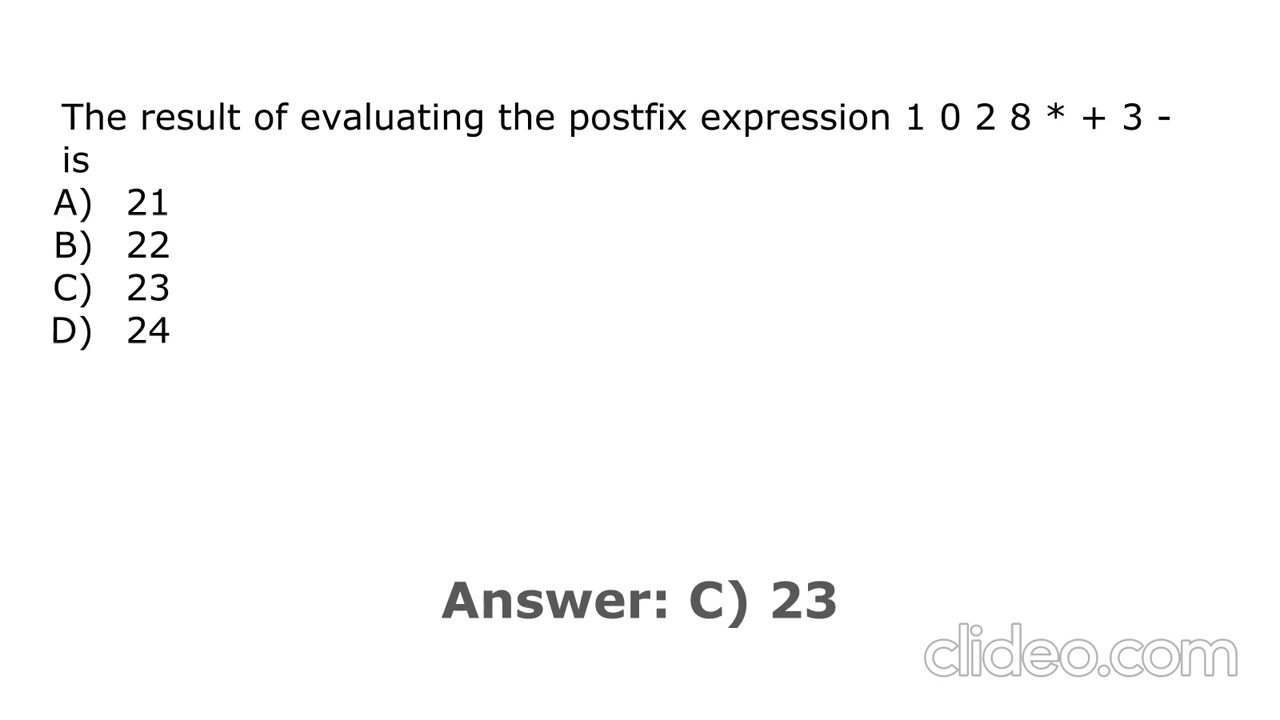 The result of evaluating the postfix expression 1 0 2 8 * + 3 -
is
A) 21
B) 22
C) 23
D) 24
Answer: C) 23
clideo.com